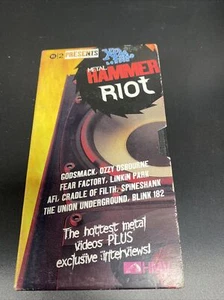 PRESENTS
METAL
HAMMER
RIOT
GODSMACK, OZZY OSBOURNE
FEAR FACTORY, LINKIN PARK
AFI, CRADLE OF FILTH, SPINESHANK
THE UNION UNDERGROUND, BLINK 182
The hottest metal
videos PLUS
exclusive interviews!